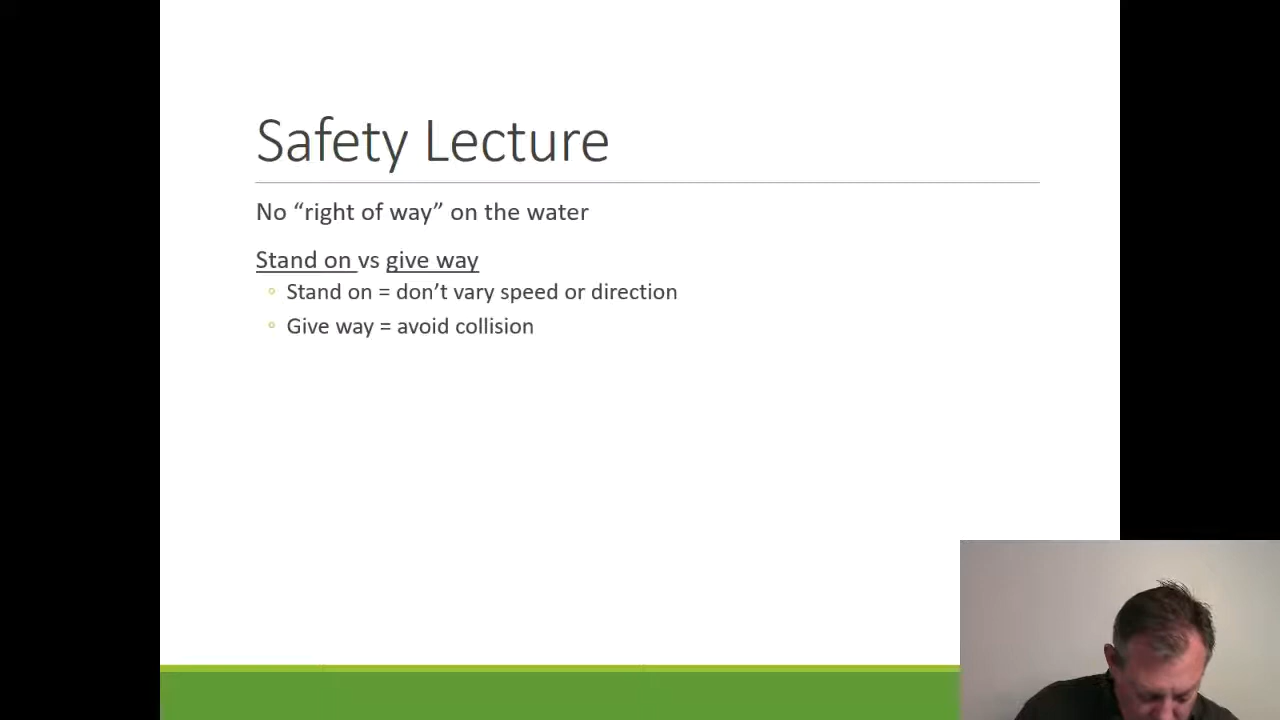 Safety Lecture
No “right of way” on the water
Stand on vs give way
Stand on = don’t vary speed or direction
Give way = avoid collision